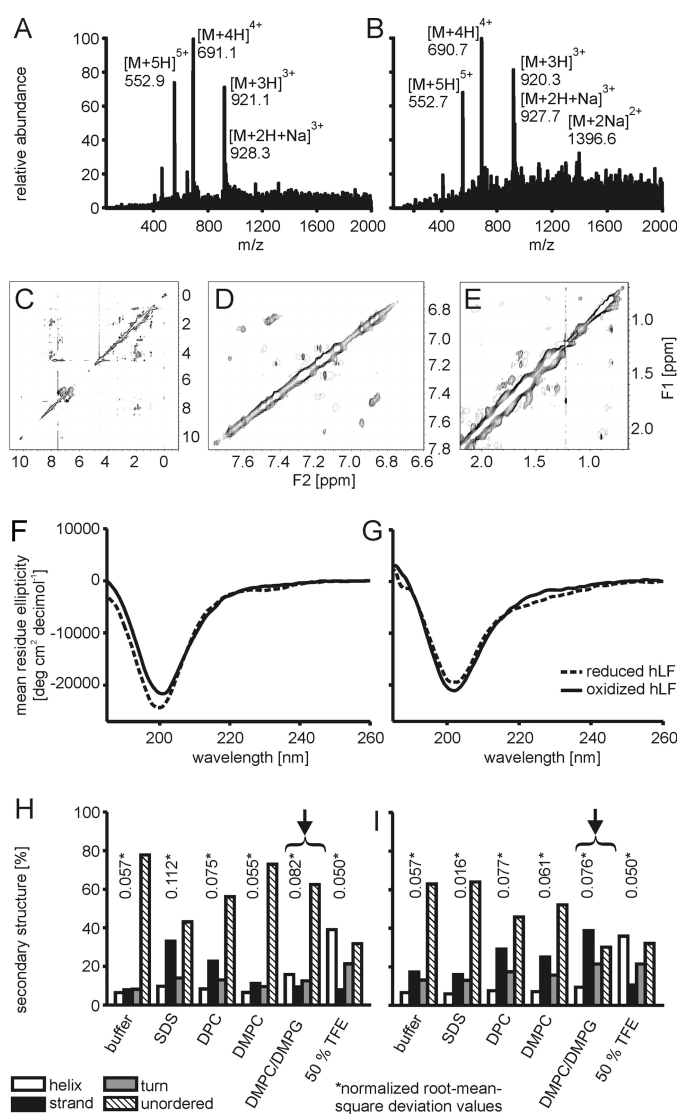 A
B
[M+4H]4+
691.1
[M+5H]5+
552.9
[M+3H]3+
921.1
[M+2H+Na]3+
928.3
[M+4H]4+
690.7
[M+5H]5+
552.7
[M+3H]3+
920.3
[M+2H+Na]3+
927.7
[M+2Na]2+
1396.6
relative abundance
100
80
60
40
20
0
400 800 1200 1600 2000
m/z
400 800 1200 1600 2000
m/z
C
D
E
0
2
4
6
8
10
10 8 6 4 2 0
6.8
7.0
7.2
7.4
7.6
7.8
7.6 7.4 7.2 7.0 6.8 6.6
F2 [ppm]
1.0
1.5
2.0
F1 [ppm]
2.0 1.5 1.0
F
G
mean residue ellipticity
[deg cm2 decimol-1]
10000
0
-10000
-20000
200 220 240 260
wavelength [nm]
200 220 240 260
wavelength [nm]
reduced hLF
oxidized hLF
H
I
secondary structure [%]
100
80
60
40
20
0
0.057* 0.112* 0.075* 0.055* 0.082* 0.050*
0.057* 0.016* 0.077* 0.061* 0.076* 0.050*
buffer SDS DPC DMPC DMPC/DMPG 50 % TFE
buffer SDS DPC DMPC DMPC/DMPG 50 % TFE
helix turn
strand unordered
*normalized root-mean-
square deviation values